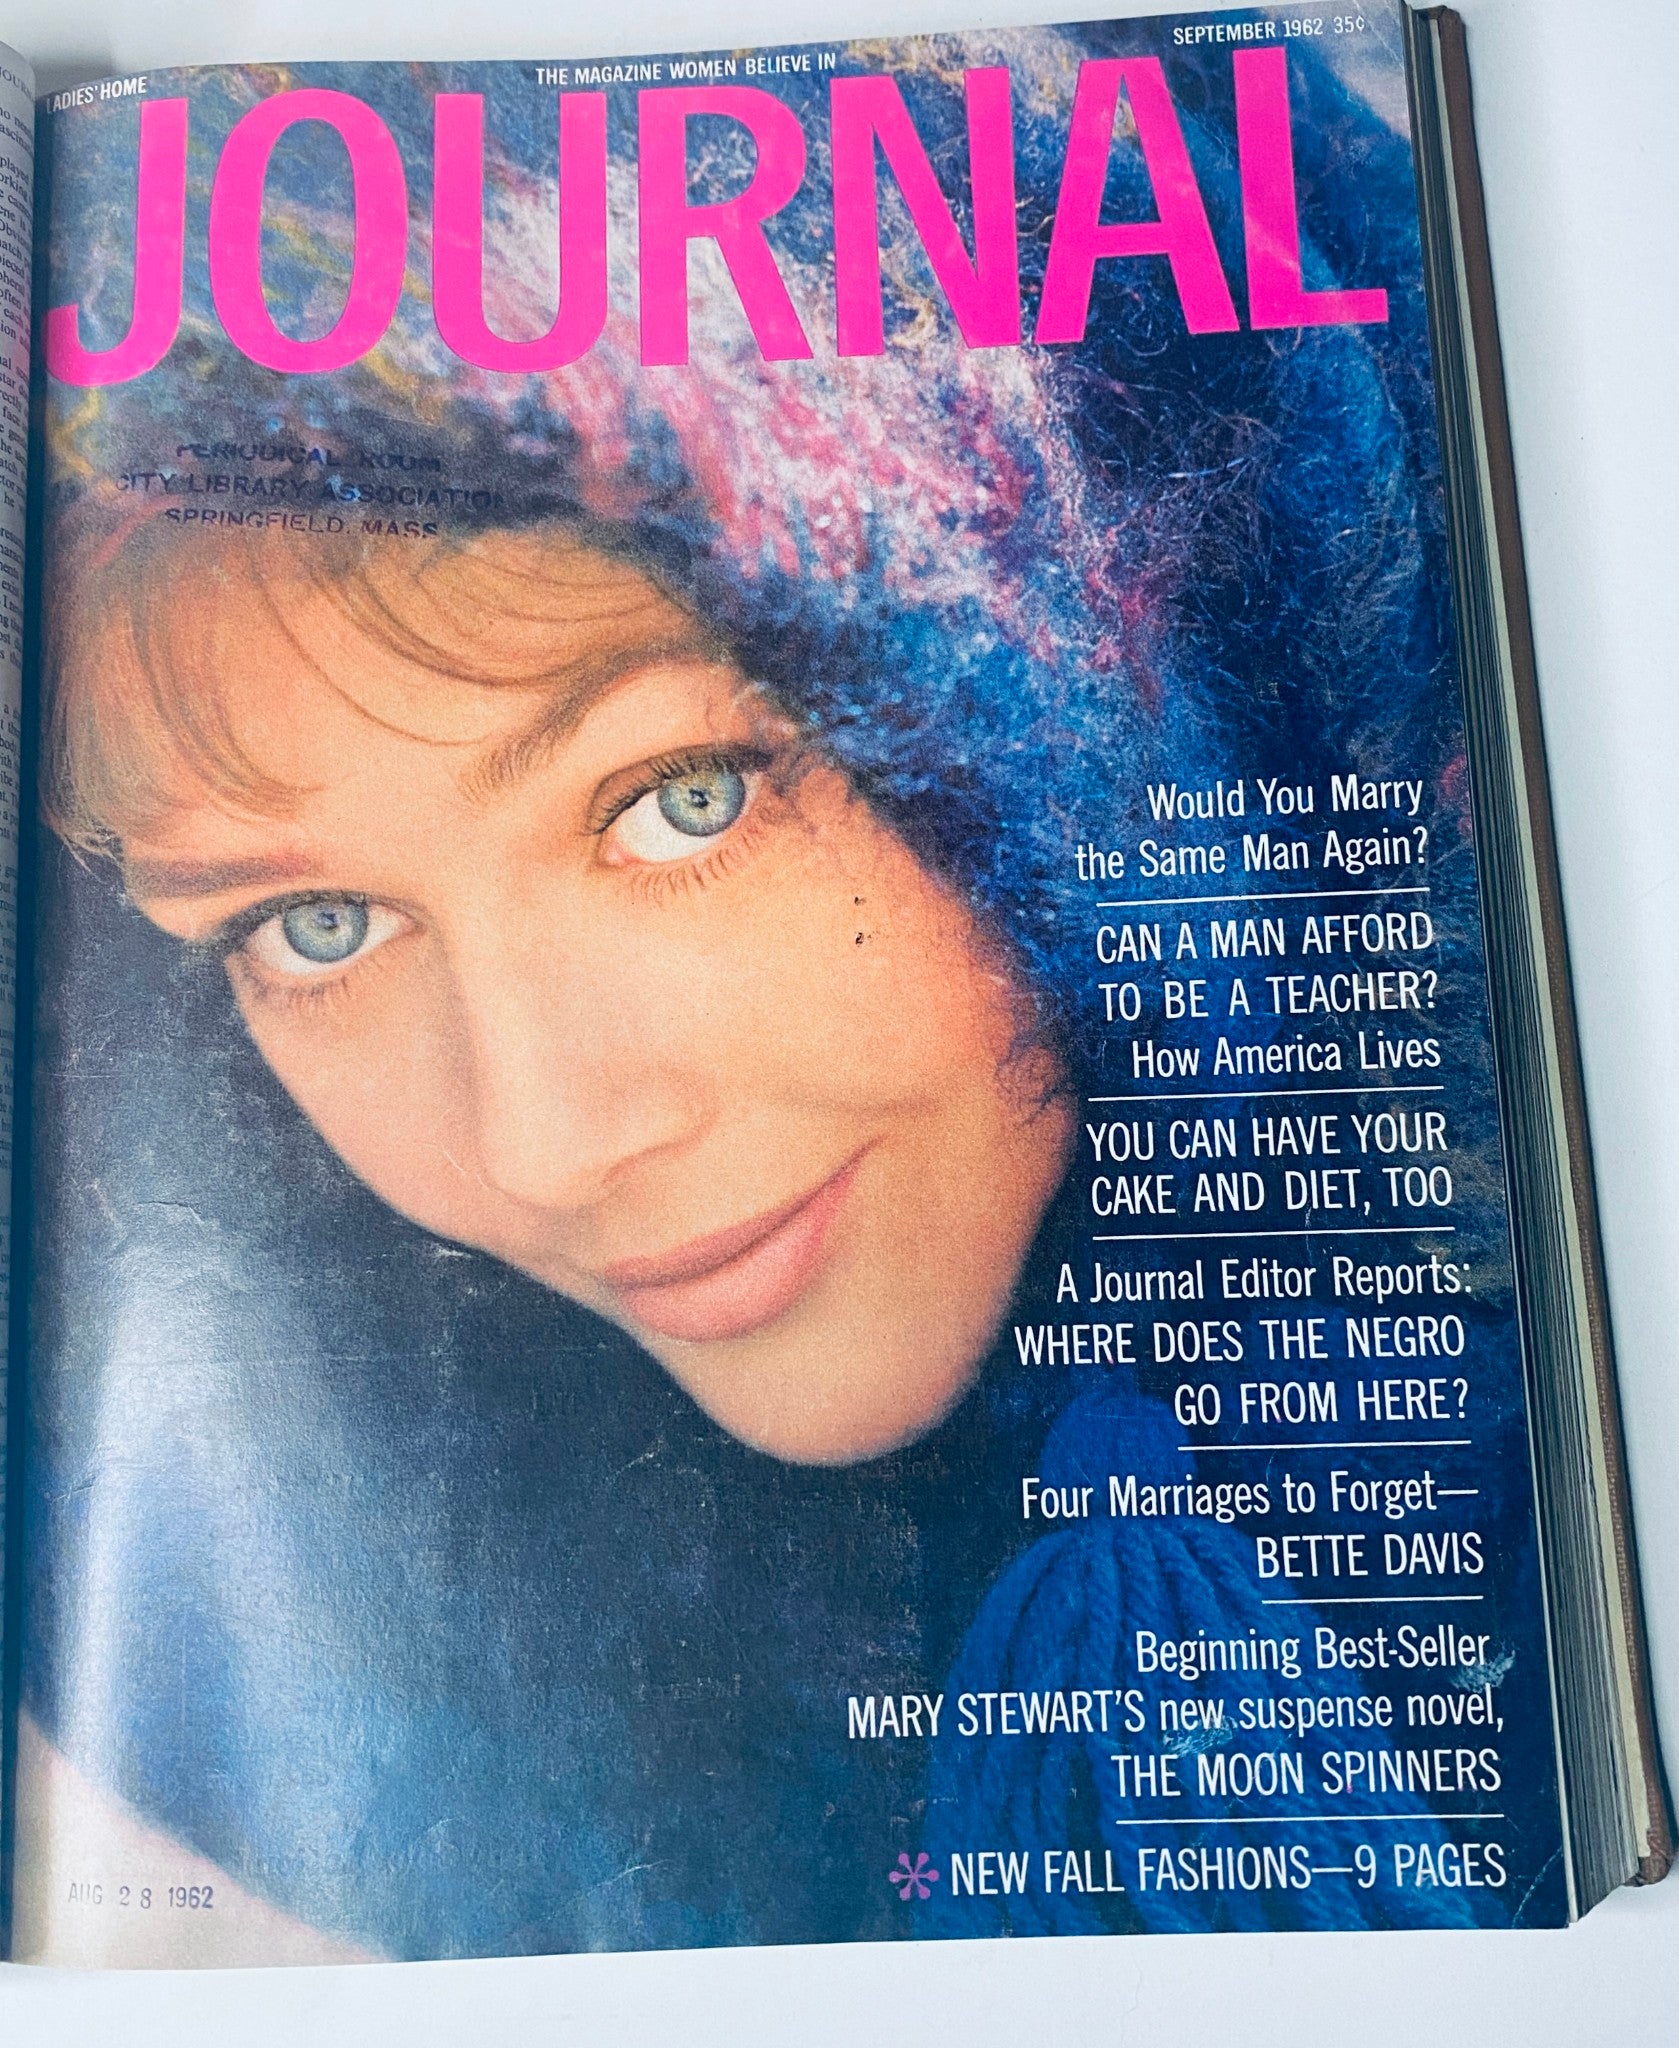 LADIES' HOME
THE MAGAZINE WOMEN BELIEVE IN
SEPTEMBER 1962 35¢
JOURNAL
PERIODICAL ROOM
CITY LIBRARY ASSOCIATION
SPRINGFIELD, MASS.
Would You Marry
the Same Man Again?
CAN A MAN AFFORD
TO BE A TEACHER?
How America Lives
YOU CAN HAVE YOUR
CAKE AND DIET, TOO
A Journal Editor Reports:
WHERE DOES THE NEGRO
GO FROM HERE?
Four Marriages to Forget—
BETTE DAVIS
Beginning Best-Seller
MARY STEWART'S new suspense novel,
THE MOON SPINNERS
NEW FALL FASHIONS—9 PAGES
AUG 28 1962